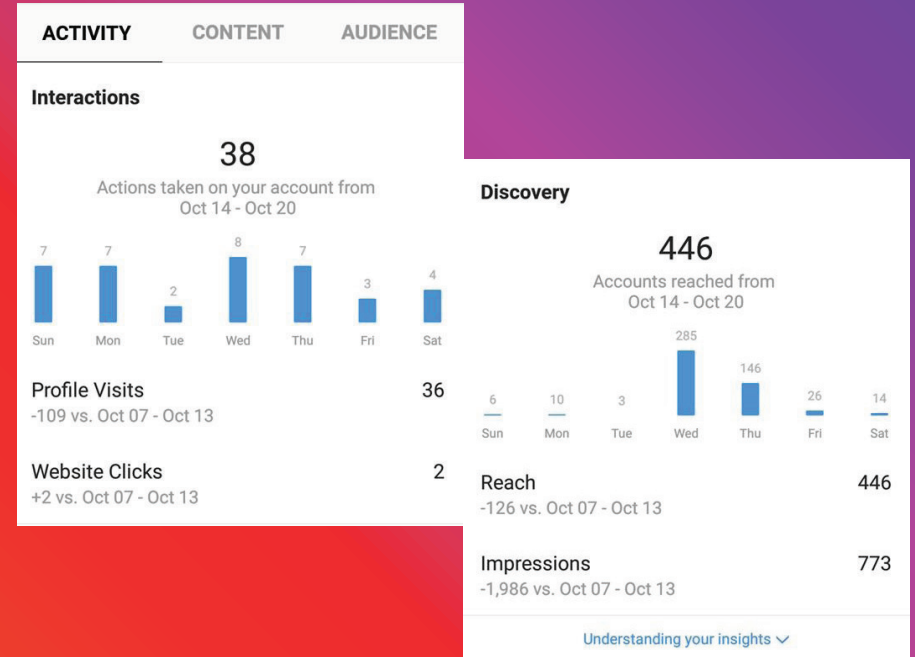 ACTIVITY CONTENT AUDIENCE
Interactions
38
Actions taken on your account from
Oct 14 - Oct 20
7 7 2 8 7 3 4
Sun Mon Tue Wed Thu Fri Sat
Profile Visits 36
-109 vs. Oct 07 - Oct 13
Website Clicks 2
+2 vs. Oct 07 - Oct 13
Discovery
446
Accounts reached from
Oct 14 - Oct 20
6 10 3 285 146 26 14
Sun Mon Tue Wed Thu Fri Sat
Reach 446
-126 vs. Oct 07 - Oct 13
Impressions 773
-1,986 vs. Oct 07 - Oct 13
Understanding your insights